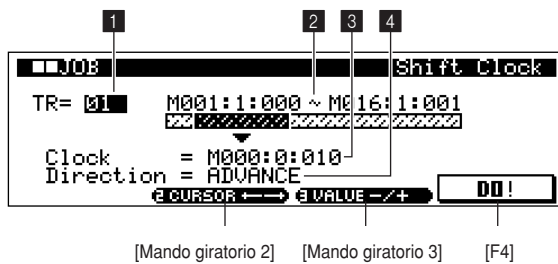 1 2 3 4
■■JOB Shift Clock
TR= 01 M001:1:000 ~ M016:1:001
Clock = M000:0:010
Direction = ADVANCE
CURSOR ←→ VALUE −/+ DO!
[Mando giratorio 2] [Mando giratorio 3] [F4]